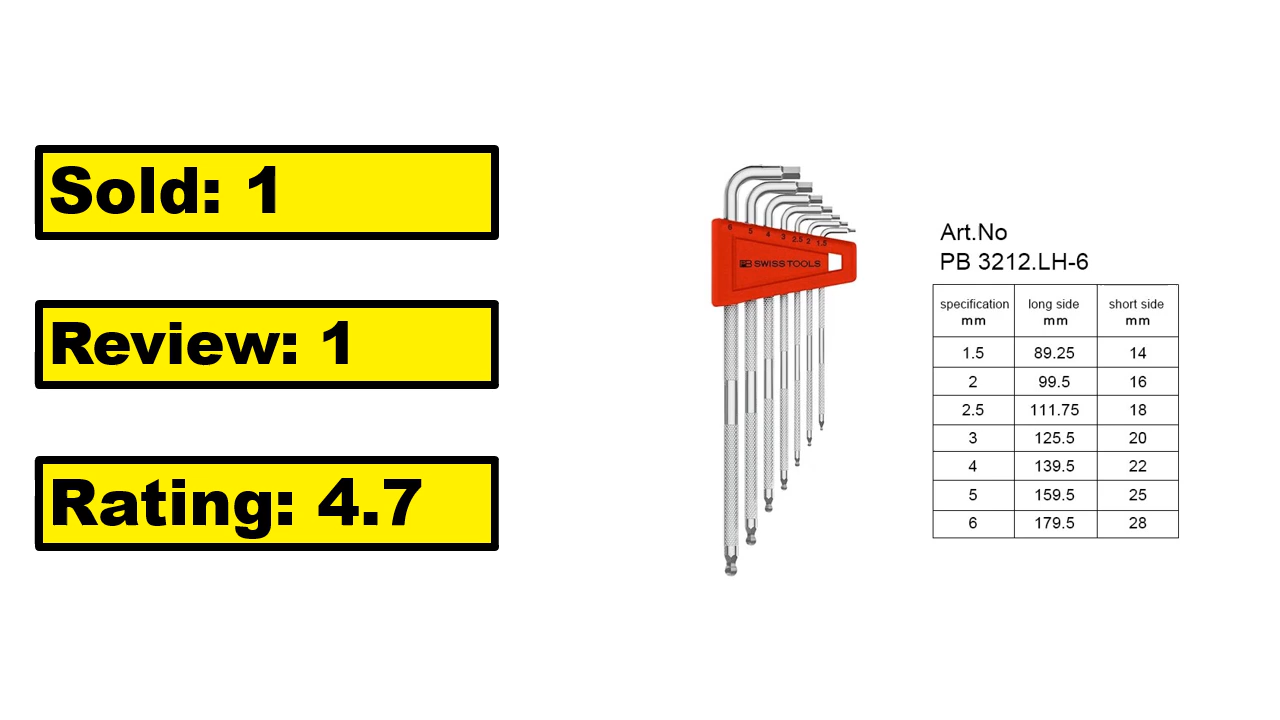 Sold: 1
Review: 1
Rating: 4.7
6 5 4 3 2.5 2 1.5
PB SWISS TOOLS
Art.No
PB 3212.LH-6
specification mm long side mm short side mm
1.5 89.25 14
2 99.5 16
2.5 111.75 18
3 125.5 20
4 139.5 22
5 159.5 25
6 179.5 28